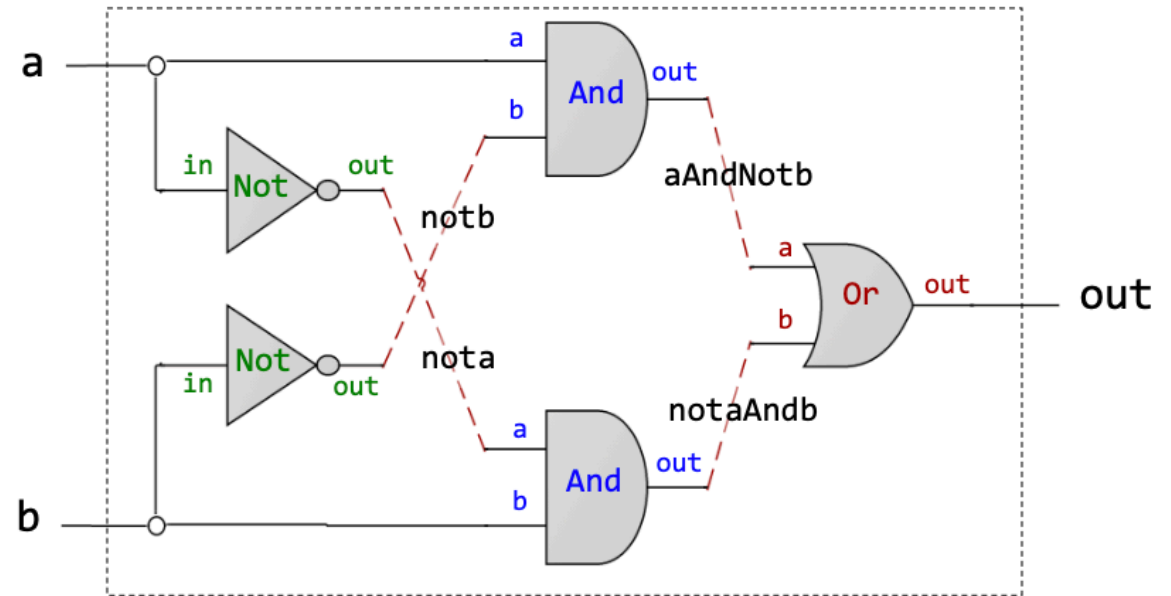 a
a
out
And
b
in
Not
out
aAndNotb
notb
a
Or
out
out
b
Not
nota
in
out
notaAndb
a
out
And
b
b